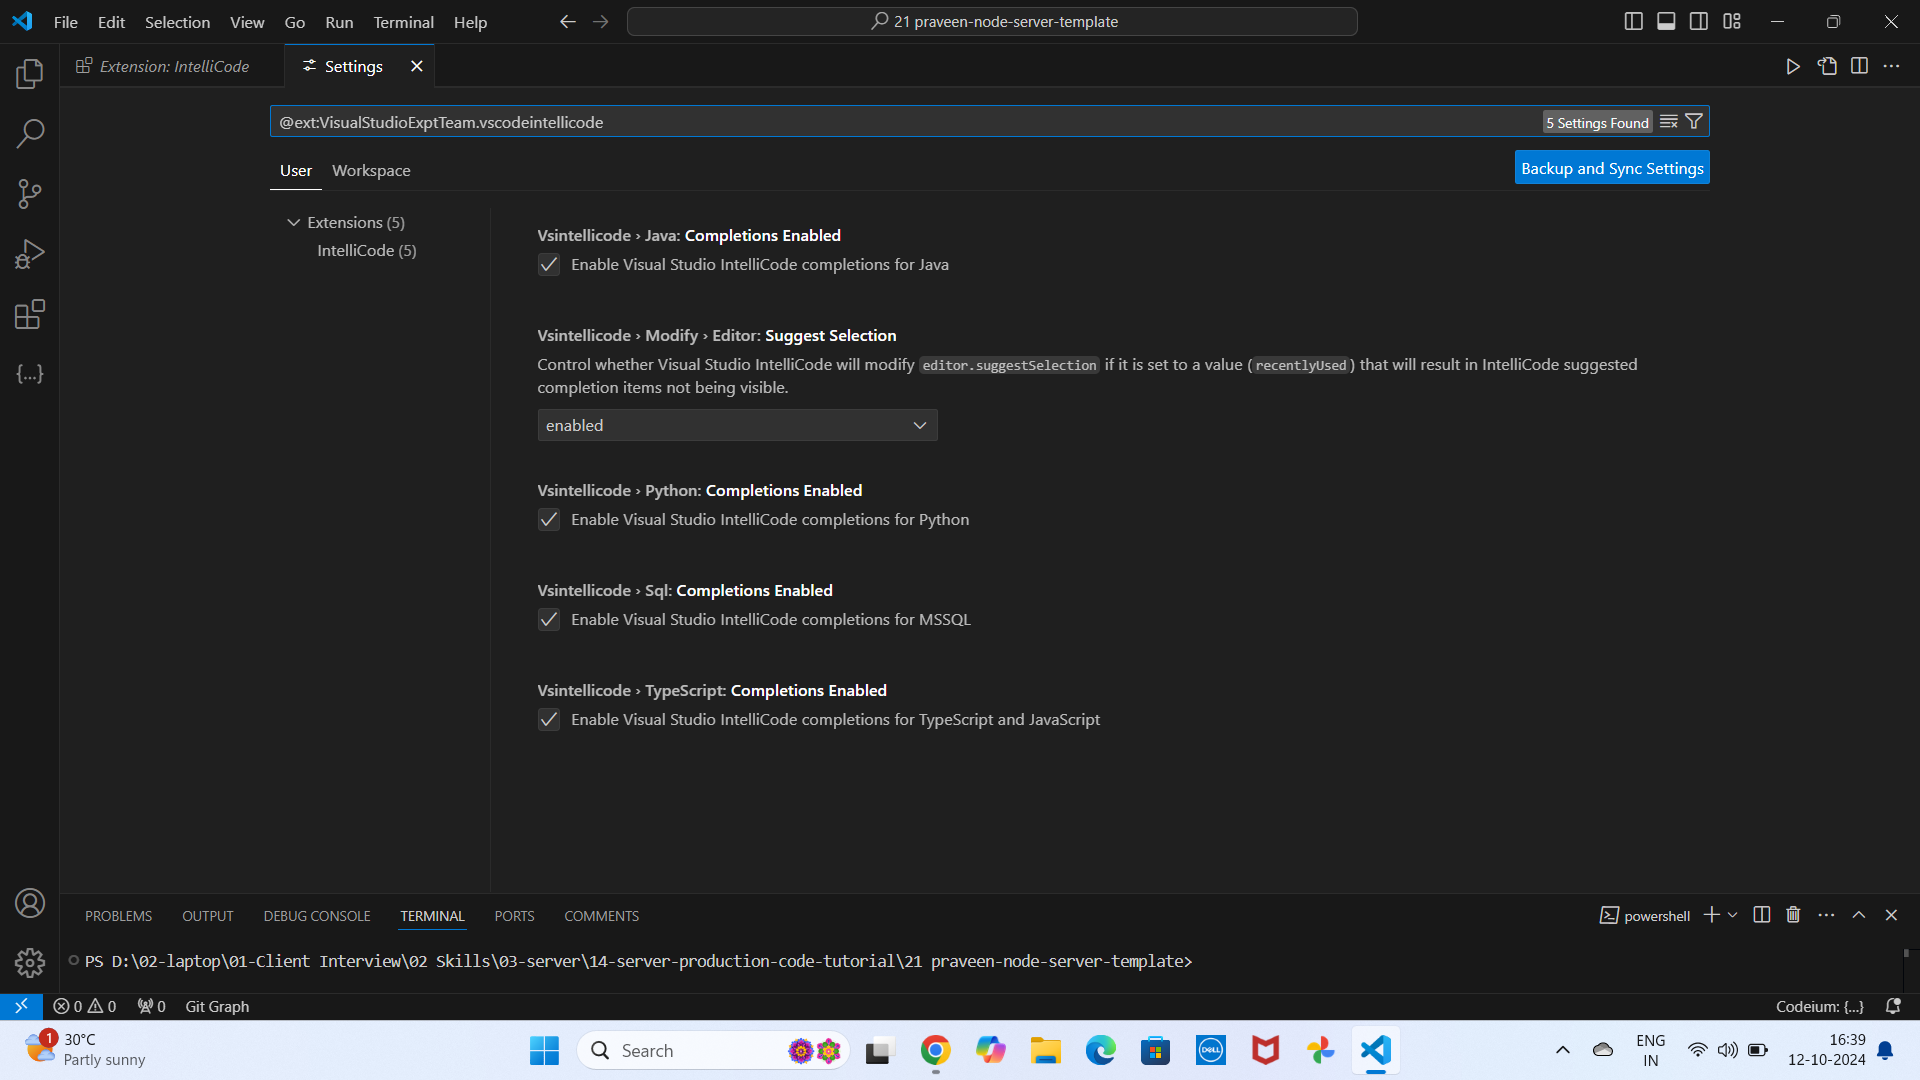 File Edit Selection View Go Run Terminal Help
21 praveen-node-server-template
Extension: IntelliCode
Settings
@ext:VisualStudioExptTeam.vscodeintellicode
5 Settings Found
User Workspace
Backup and Sync Settings
Extensions (5)
IntelliCode (5)
Vsintellicode › Java: Completions Enabled
Enable Visual Studio IntelliCode completions for Java
Vsintellicode › Modify › Editor: Suggest Selection
Control whether Visual Studio IntelliCode will modify editor.suggestSelection if it is set to a value (recentlyUsed) that will result in IntelliCode suggested
completion items not being visible.
enabled
Vsintellicode › Python: Completions Enabled
Enable Visual Studio IntelliCode completions for Python
Vsintellicode › Sql: Completions Enabled
Enable Visual Studio IntelliCode completions for MSSQL
Vsintellicode › TypeScript: Completions Enabled
Enable Visual Studio IntelliCode completions for TypeScript and JavaScript
PROBLEMS OUTPUT DEBUG CONSOLE TERMINAL PORTS COMMENTS
powershell
PS D:\02-laptop\01-Client Interview\02 Skills\03-server\14-server-production-code-tutorial\21 praveen-node-server-template>
0 0 0 Git Graph
Codeium: {...}
1
30°C
Partly sunny
Search
DELL
ENG
IN
16:39
12-10-2024